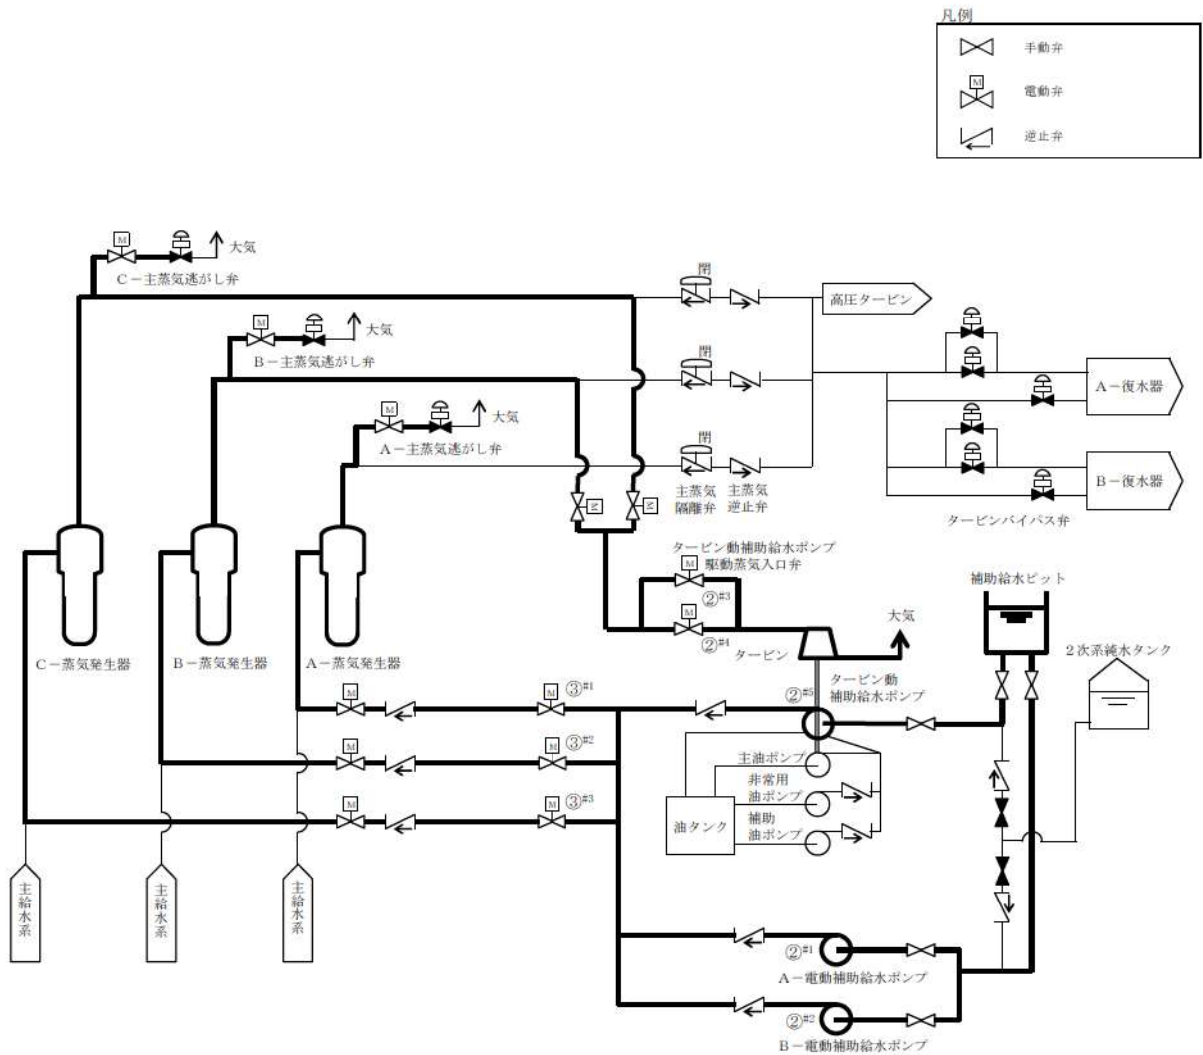 凡例
手動弁
M
電動弁
逆止弁
M
大気
C－主蒸気逃がし弁
閉
高圧タービン
M
大気
B－主蒸気逃がし弁
閉
A－復水器
M
大気
A－主蒸気逃がし弁
閉
B－復水器
主蒸気
隔離弁
主蒸気
逆止弁
タービンバイパス弁
M
M
タービン動補助給水ポンプ
駆動蒸気入口弁
M
②#3
M
②#4
タービン
大気
補助給水ピット
2次系純水タンク
C－蒸気発生器
B－蒸気発生器
A－蒸気発生器
タービン動
補助給水ポンプ
②#5
M
M
③#1
M
M
③#2
M
M
③#3
主油ポンプ
非常用
油ポンプ
補助
油ポンプ
油タンク
主給水系
主給水系
主給水系
②#1
A－電動補助給水ポンプ
②#2
B－電動補助給水ポンプ